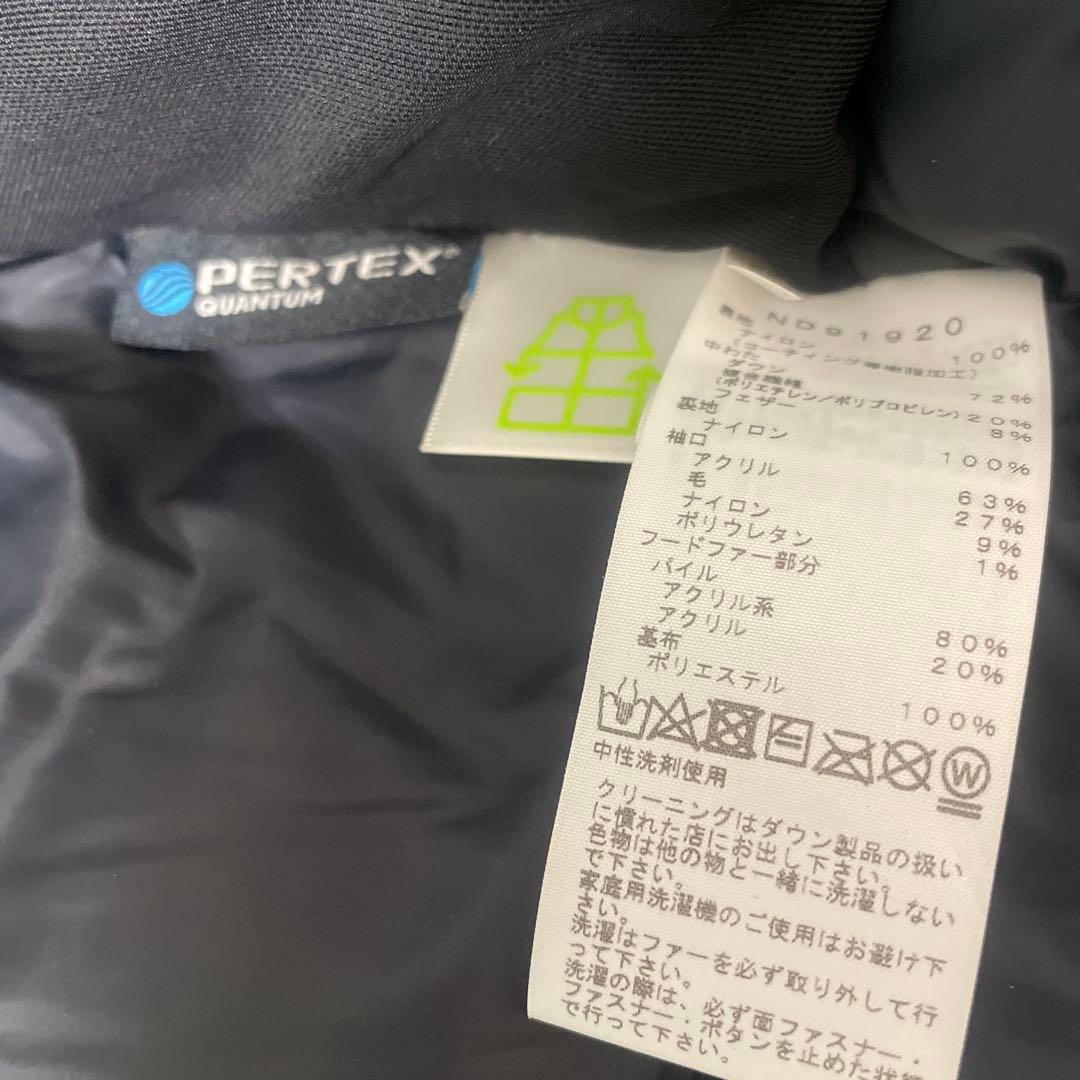 PERTEX
QUANTUM
ND91920
表地
ナイロン 100%
(コーティング等樹脂加工)
中わた
ダウン 72%
複合繊維
(ポリエチレン/ポリプロピレン) 20%
フェザー 8%
裏地
ナイロン 100%
袖口
アクリル 63%
毛 27%
ナイロン 9%
ポリウレタン 1%
フードファー部分
パイル
アクリル系 80%
アクリル 20%
基布
ポリエステル 100%
W
中性洗剤使用
クリーニングはダウン製品の扱い
に慣れた店にお出し下さい。
色物は他の物と一緒に洗濯しない
で下さい。
家庭用洗濯機のご使用はお避け下
さい。
洗濯はファーを必ず取り外して行
って下さい。
洗濯の際は、必ず面ファスナー・
ファスナー・ボタンを止めた状態
で行って下さい。